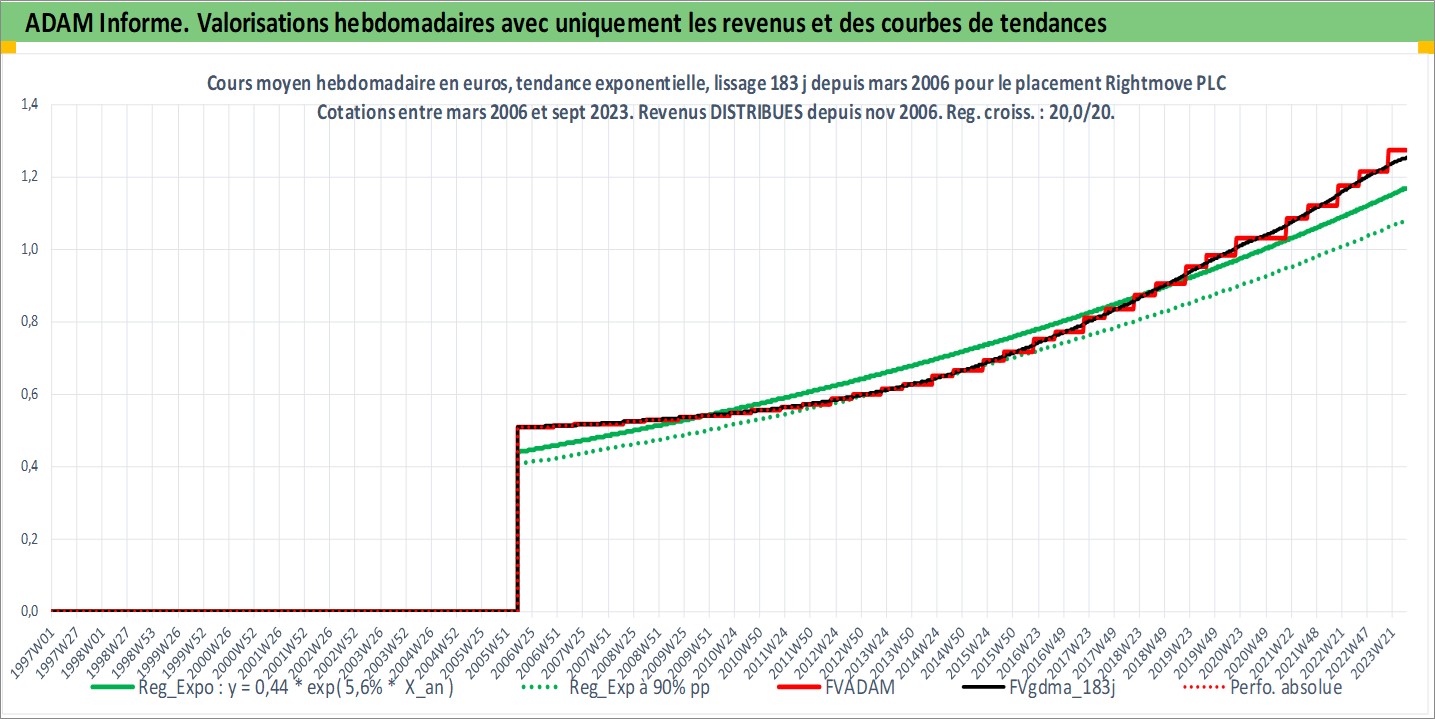 ADAM Informe. Valorisations hebdomadaires avec uniquement les revenus et des courbes de tendances
Cours moyen hebdomadaire en euros, tendance exponentielle, lissage 183 j depuis mars 2006 pour le placement Rightmove PLC
Cotations entre mars 2006 et sept 2023. Revenus DISTRIBUES depuis nov 2006. Reg. croiss. : 20,0/20.
1,4
1,2
1,0
0,8
0,6
0,4
0,2
0,0
1997W01 1997W27 1998W01 1998W27 1998W53 1999W26 1999W52 2000W26 2000W52 2001W26 2001W52 2002W26 2002W52 2003W26 2003W52 2004W26 2004W52 2005W25 2005W51 2006W25 2006W51 2007W25 2007W51 2008W25 2008W51 2009W25 2009W51 2010W24 2010W50 2011W24 2011W50 2012W24 2012W50 2013W24 2013W50 2014W24 2014W50 2015W24 2015W50 2016W23 2016W49 2017W23 2017W49 2018W23 2018W49 2019W23 2019W49 2020W23 2020W49 2021W22 2021W48 2022W21 2022W47 2023W21
Reg_Expo : y = 0,44 * exp( 5,6% * X_an ) Reg_Exp à 90% pp FVADAM FVgdma_183j Perfo. absolue